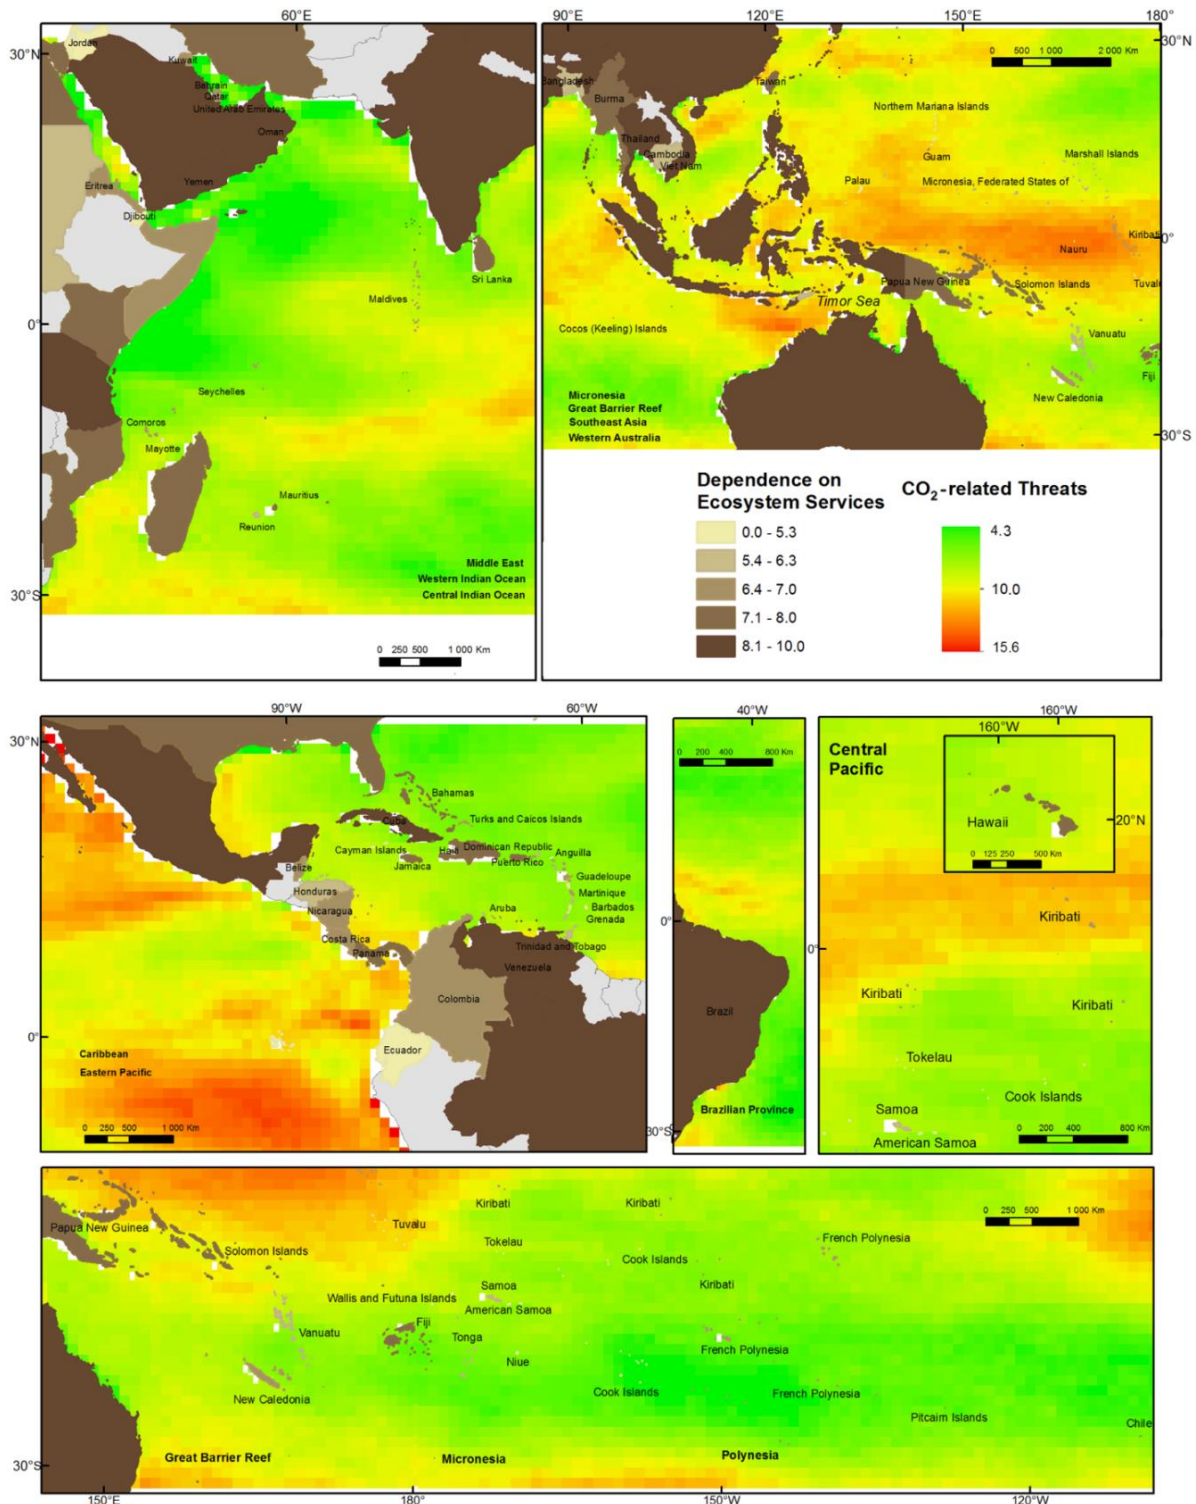 60°E
30°N
0°
30°S
Jordan
Kuwait
Bahrain
Qatar
United Arab Emirates
Oman
Yemen
Eritrea
Djibouti
Sri Lanka
Maldives
Seychelles
Comoros
Mayotte
Mauritius
Reunion
Middle East
Western Indian Ocean
Central Indian Ocean
0 250 500 1 000 Km
90°E
120°E
150°E
180°
30°N
0°
30°S
0 500 1 000 2 000 Km
Bangladesh
Burma
Taiwan
Thailand
Cambodia
Viet Nam
Northern Mariana Islands
Guam
Marshall Islands
Palau
Micronesia, Federated States of
Kiribati
Nauru
Papua New Guinea
Solomon Islands
Tuvalu
Timor Sea
Cocos (Keeling) Islands
Vanuatu
Fiji
New Caledonia
Micronesia
Great Barrier Reef
Southeast Asia
Western Australia
Dependence on
Ecosystem Services
0.0 - 5.3
5.4 - 6.3
6.4 - 7.0
7.1 - 8.0
8.1 - 10.0
CO₂-related Threats
4.3
10.0
15.6
90°W
60°W
30°N
0°
Bahamas
Cuba
Turks and Caicos Islands
Cayman Islands
Haiti
Dominican Republic
Jamaica
Puerto Rico
Anguilla
Belize
Guadeloupe
Honduras
Martinique
Nicaragua
Aruba
Barbados
Grenada
Costa Rica
Panama
Trinidad and Tobago
Venezuela
Colombia
Ecuador
Caribbean
Eastern Pacific
0 250 500 1 000 Km
40°W
0 200 400 800 Km
0°
Brazil
Brazilian Province
30°S
160°W
Central
Pacific
160°W
Hawaii
20°N
0 125 250 500 Km
Kiribati
0°
Kiribati
Kiribati
Tokelau
Cook Islands
Samoa
American Samoa
0 200 400 800 Km
Papua New Guinea
Solomon Islands
Tuvalu
Kiribati
Kiribati
0 250 500 1 000 Km
Tokelau
French Polynesia
Cook Islands
Samoa
Kiribati
Wallis and Futuna Islands
American Samoa
Fiji
Vanuatu
Tonga
French Polynesia
Niue
New Caledonia
Cook Islands
French Polynesia
Pitcairn Islands
Chile
Great Barrier Reef
Micronesia
Polynesia
30°S
150°E
180°
150°W
120°W